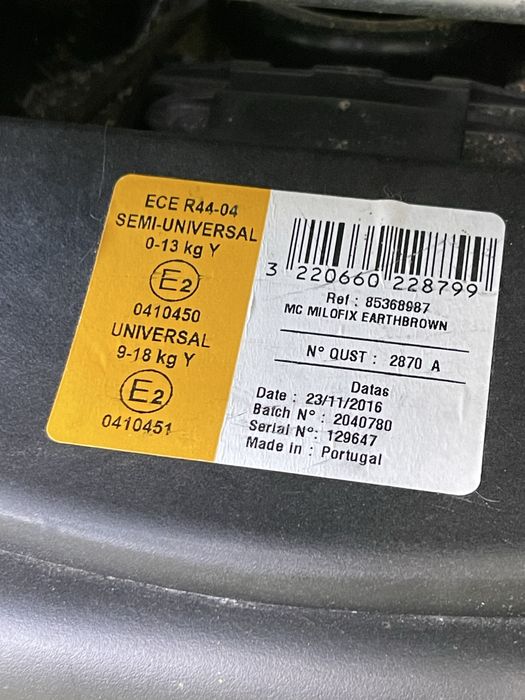 ECE R44-04
SEMI-UNIVERSAL
0-13 kg Y
E2
0410450
UNIVERSAL
9-18 kg Y
E2
0410451
3 220660 228799
Ref : 85368987
MC MILOFIX EARTHBROWN
N° QUST : 2870 A
Datas
Date : 23/11/2016
Batch N° : 2040780
Serial N°: 129647
Made in : Portugal